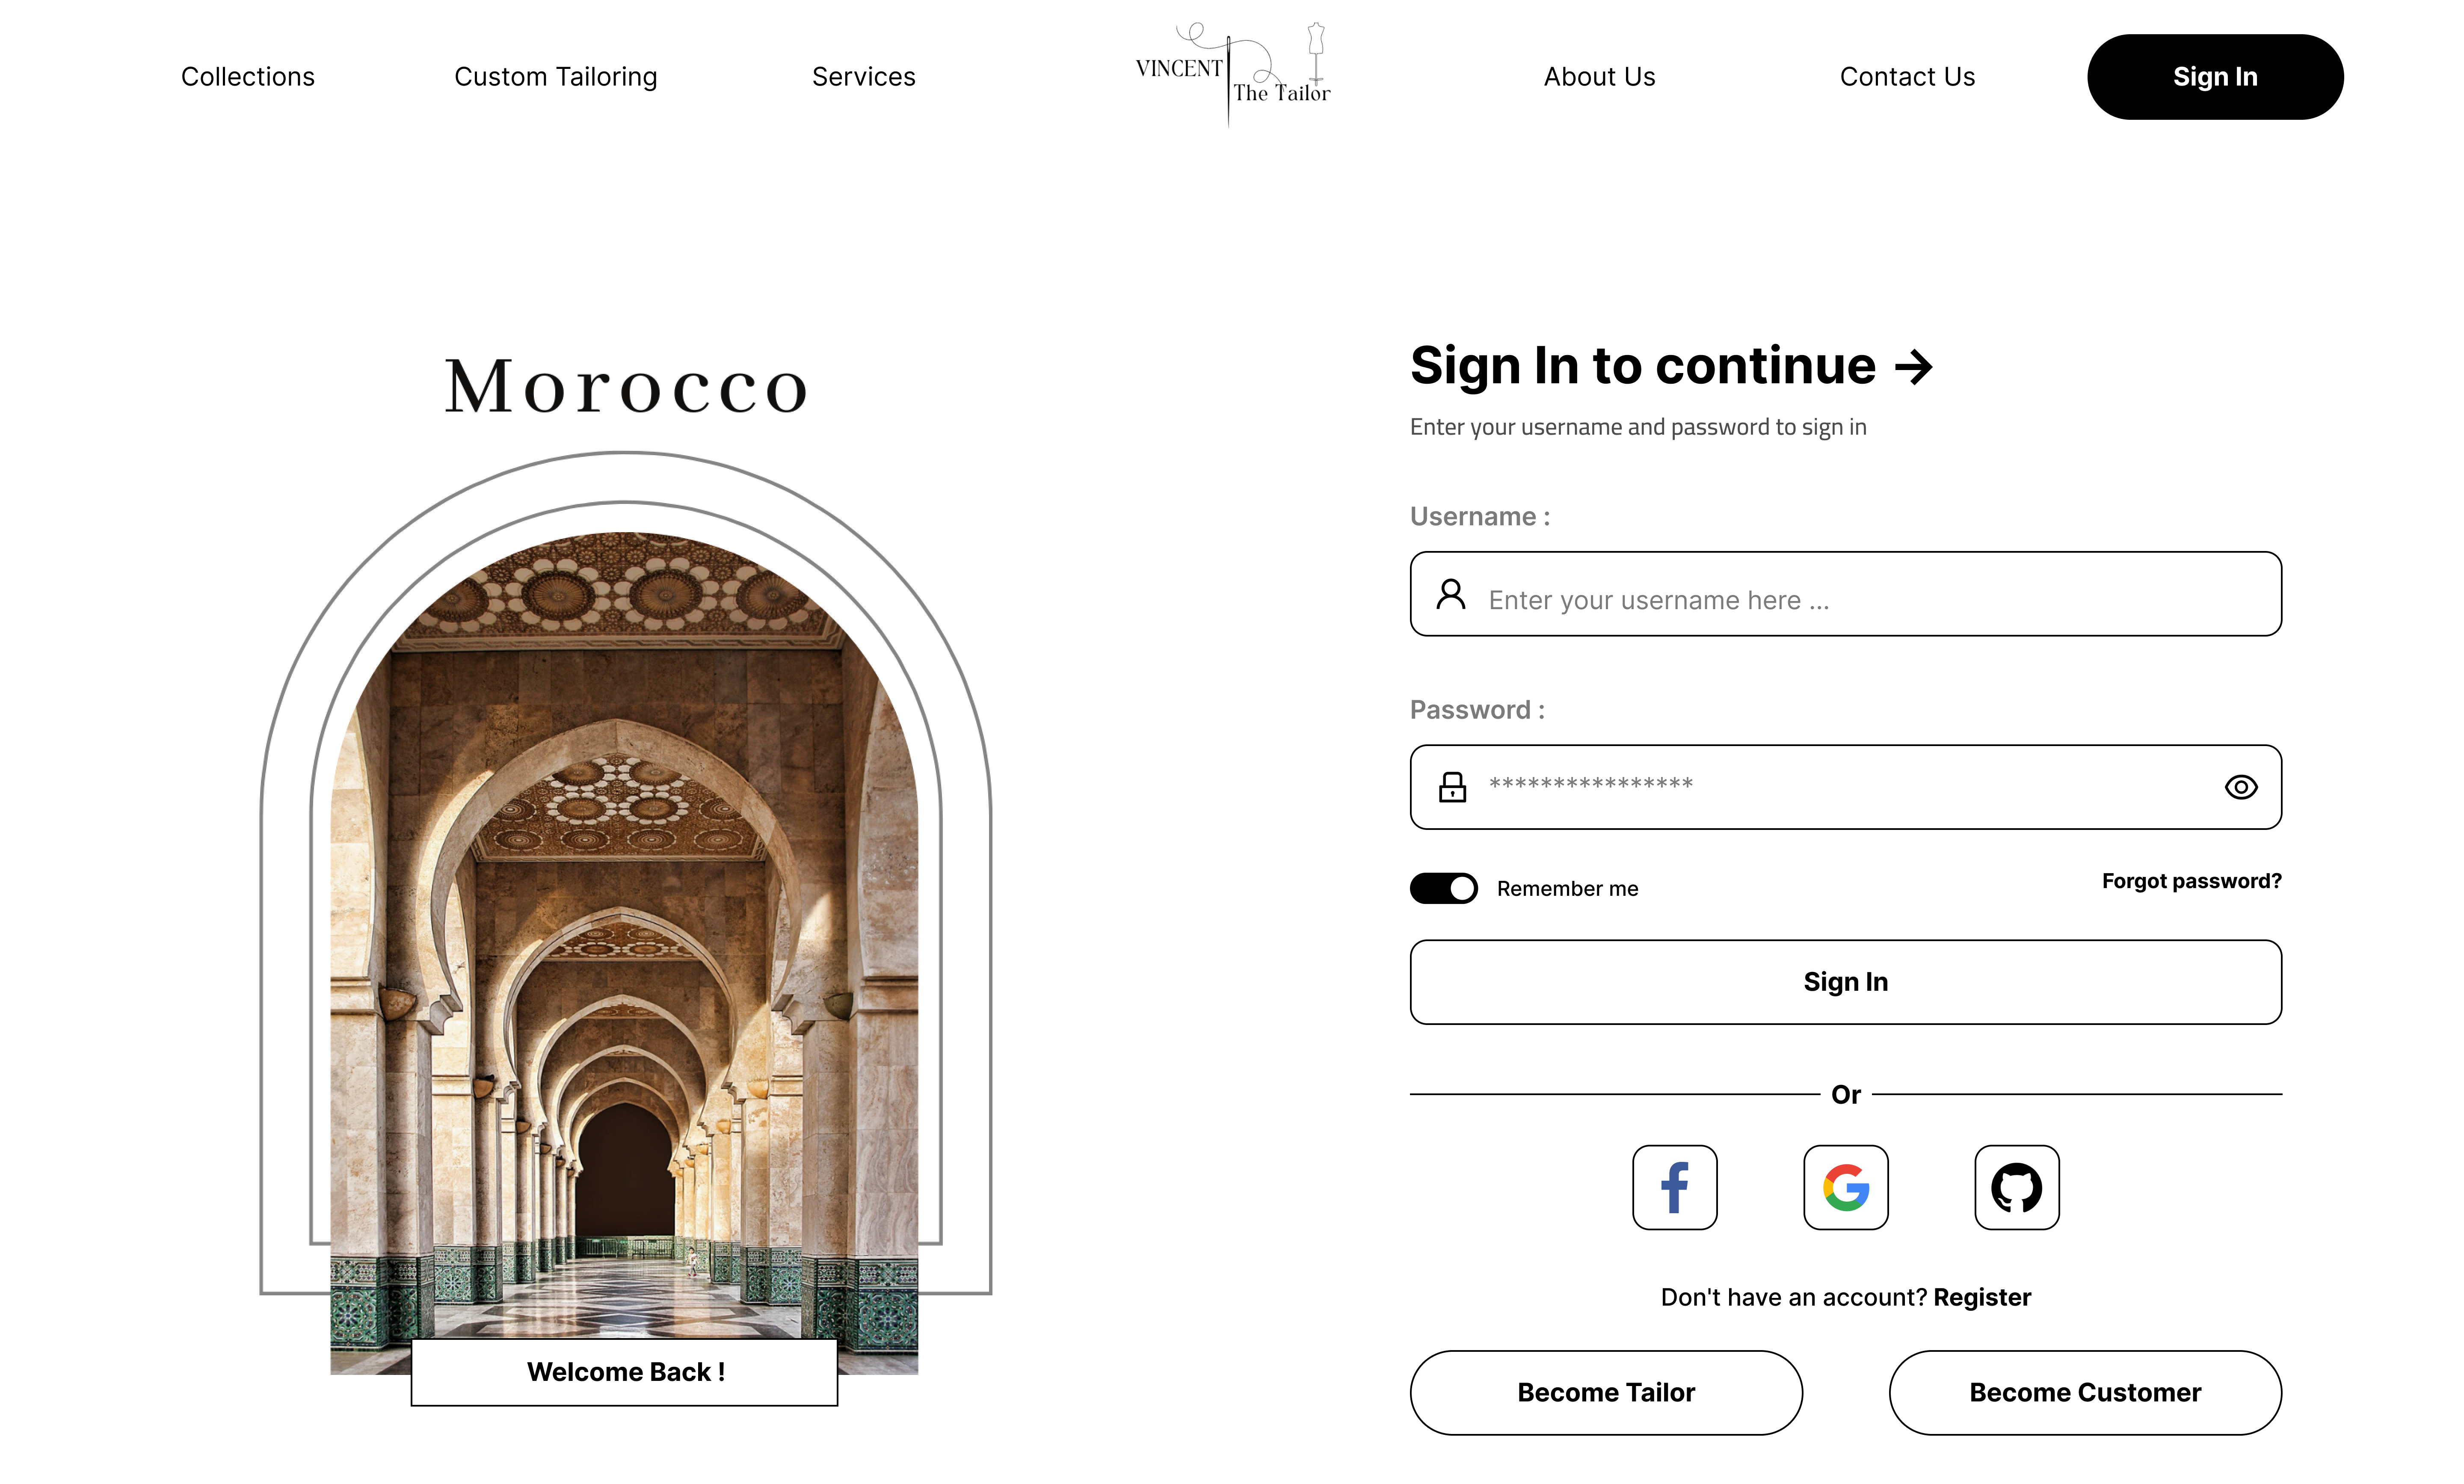 Collections
Custom Tailoring
Services
VINCENT
The Tailor
About Us
Contact Us
Sign In
Morocco
Welcome Back !
Sign In to continue →
Enter your username and password to sign in
Username :
Enter your username here ...
Password :
****************
Remember me
Forgot password?
Sign In
Or
Don't have an account? Register
Become Tailor
Become Customer